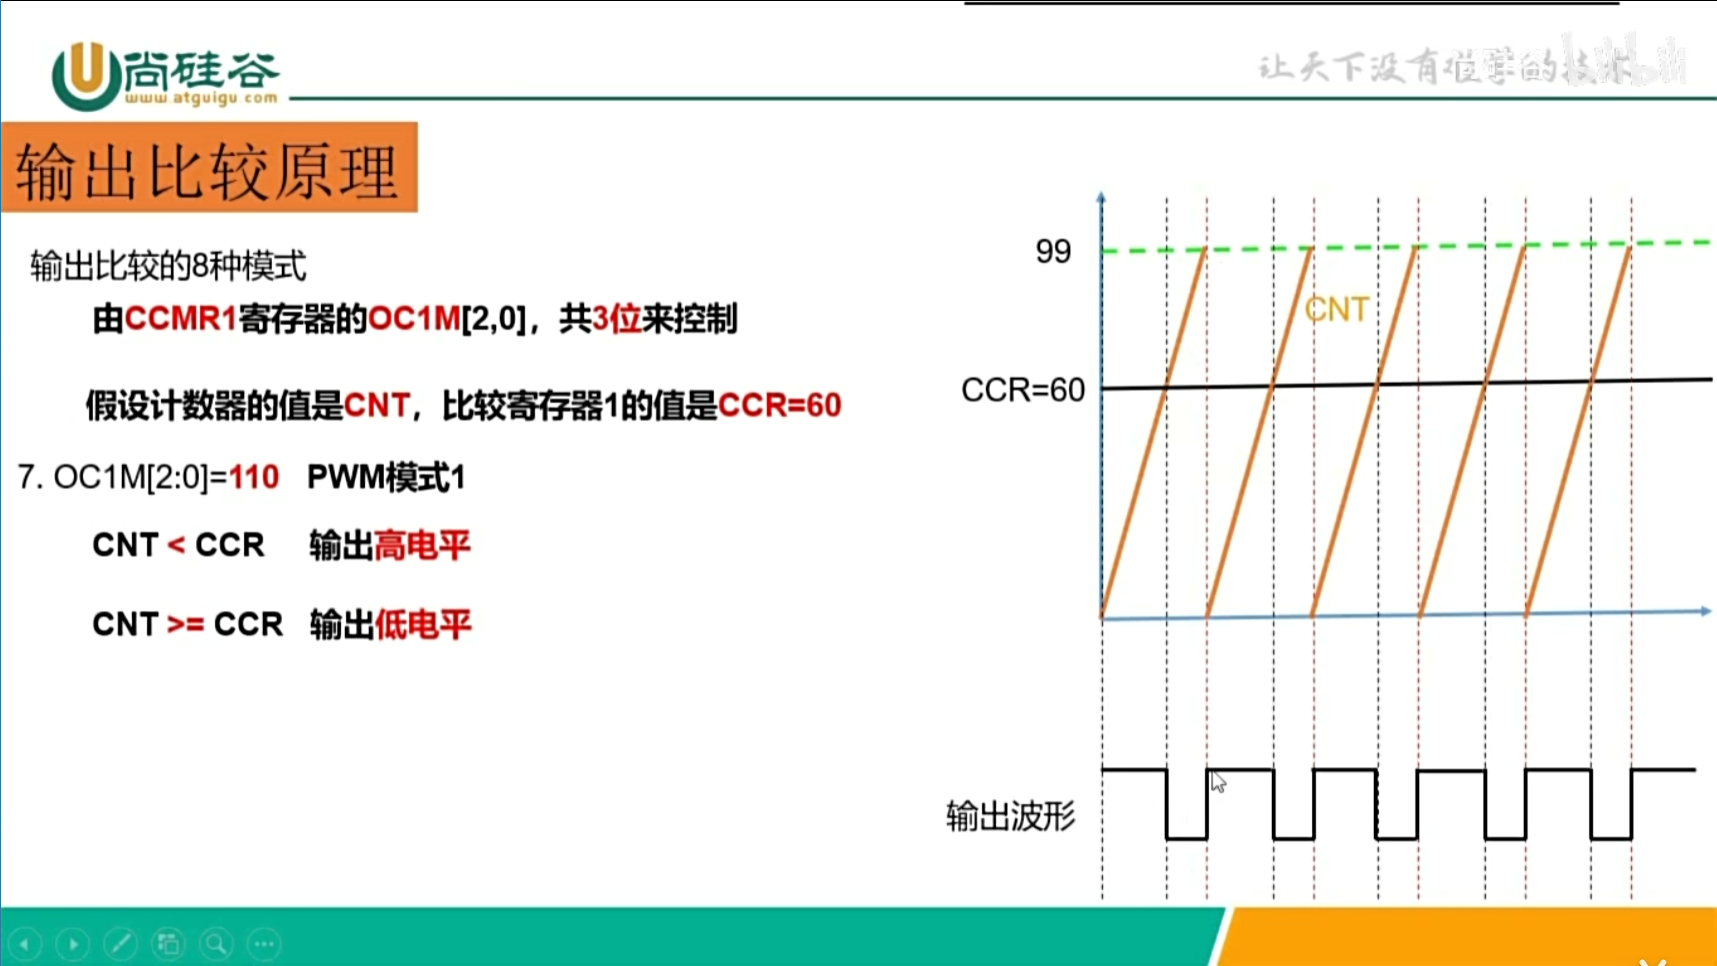 尚硅谷
www.atguigu.com
让天下没有
输出比较原理
输出比较的8种模式
由CCMR1寄存器的OC1M[2,0]，共3位来控制
假设计数器的值是CNT，比较寄存器1的值是CCR=60
7. OC1M[2:0]=110 PWM模式1
CNT < CCR 输出高电平
CNT >= CCR 输出低电平
99
CNT
CCR=60
输出波形